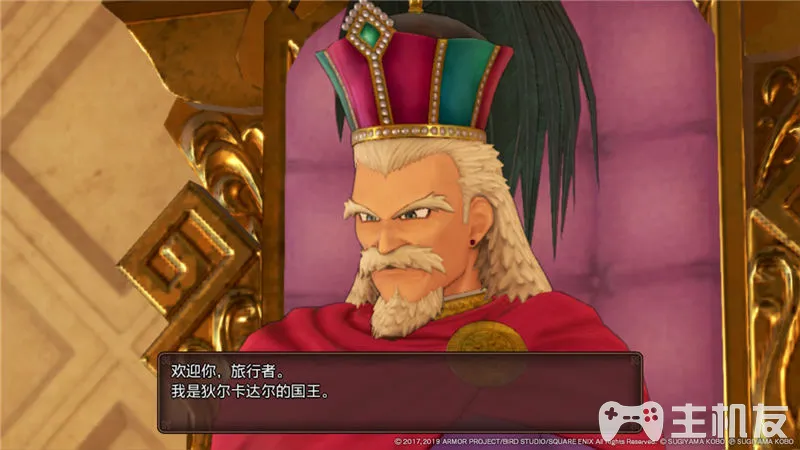 欢迎你，旅行者。
我是狄尔卡达尔的国王。
主机友
© 2017, 2019 ARMOR PROJECT/BIRD STUDIO/SQUARE ENIX All Rights Reserved. © SUGIYAMA KOBO ℗ SUGIYAMA KOBO